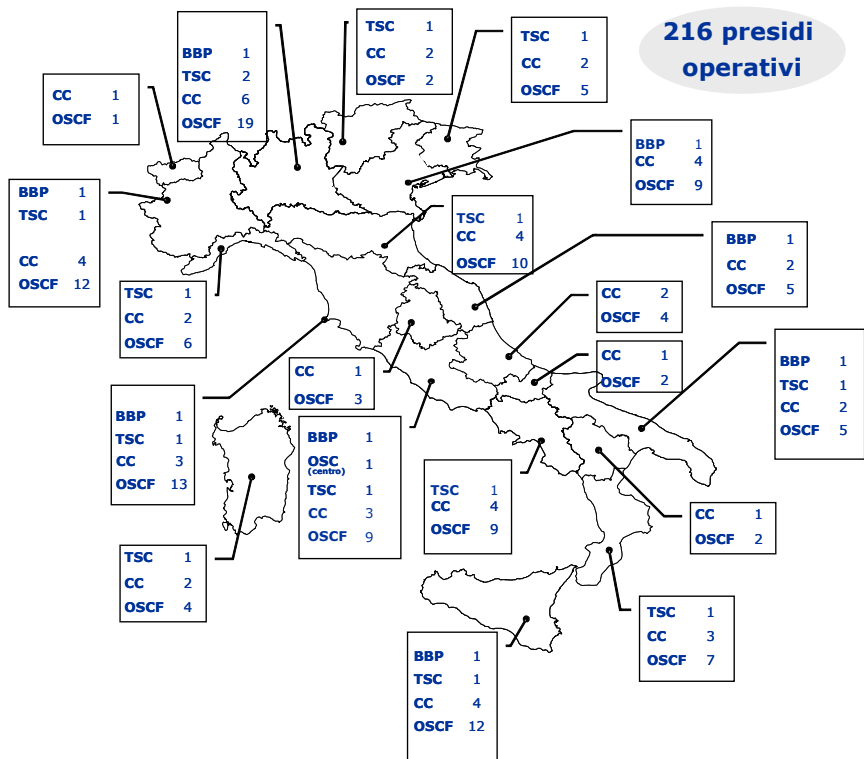 216 presidi
operativi
TSC 1
CC 2
OSCF 2
BBP 1
TSC 2
CC 6
OSCF 19
TSC 1
CC 2
OSCF 5
CC 1
OSCF 1
BBP 1
CC 4
OSCF 9
BBP 1
TSC 1
CC 4
OSCF 12
TSC 1
CC 4
OSCF 10
BBP 1
CC 2
OSCF 5
TSC 1
CC 2
OSCF 6
CC 2
OSCF 4
CC 1
OSCF 2
CC 1
OSCF 3
BBP 1
TSC 1
CC 2
OSCF 5
BBP 1
TSC 1
CC 3
OSCF 13
BBP 1
OSC 1
(centro)
TSC 1
CC 3
OSCF 9
TSC 1
CC 4
OSCF 9
CC 1
OSCF 2
TSC 1
CC 2
OSCF 4
TSC 1
CC 3
OSCF 7
BBP 1
TSC 1
CC 4
OSCF 12